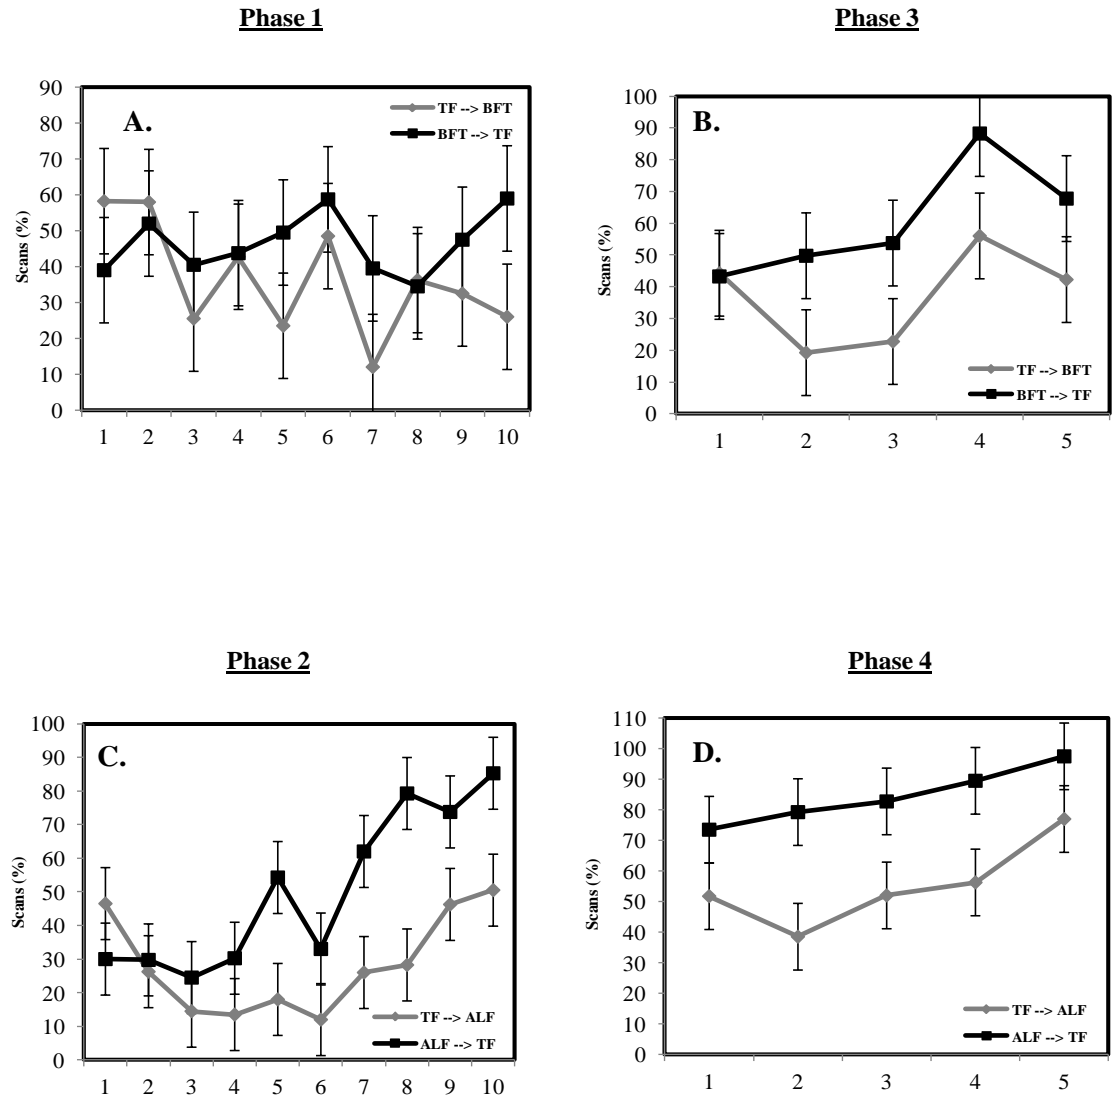 Phase 1
90
80
70
60
50
40
30
20
10
0
Scans (%)
A.
TF --> BFT
BFT --> TF
1 2 3 4 5 6 7 8 9 10
Phase 3
100
90
80
70
60
50
40
30
20
10
0
Scans (%)
B.
TF --> BFT
BFT --> TF
1 2 3 4 5
Phase 2
100
90
80
70
60
50
40
30
20
10
0
C.
TF --> ALF
ALF --> TF
1 2 3 4 5 6 7 8 9 10
Phase 4
110
100
90
80
70
60
50
40
30
20
10
0
Scans (%)
D.
TF --> ALF
ALF --> TF
1 2 3 4 5